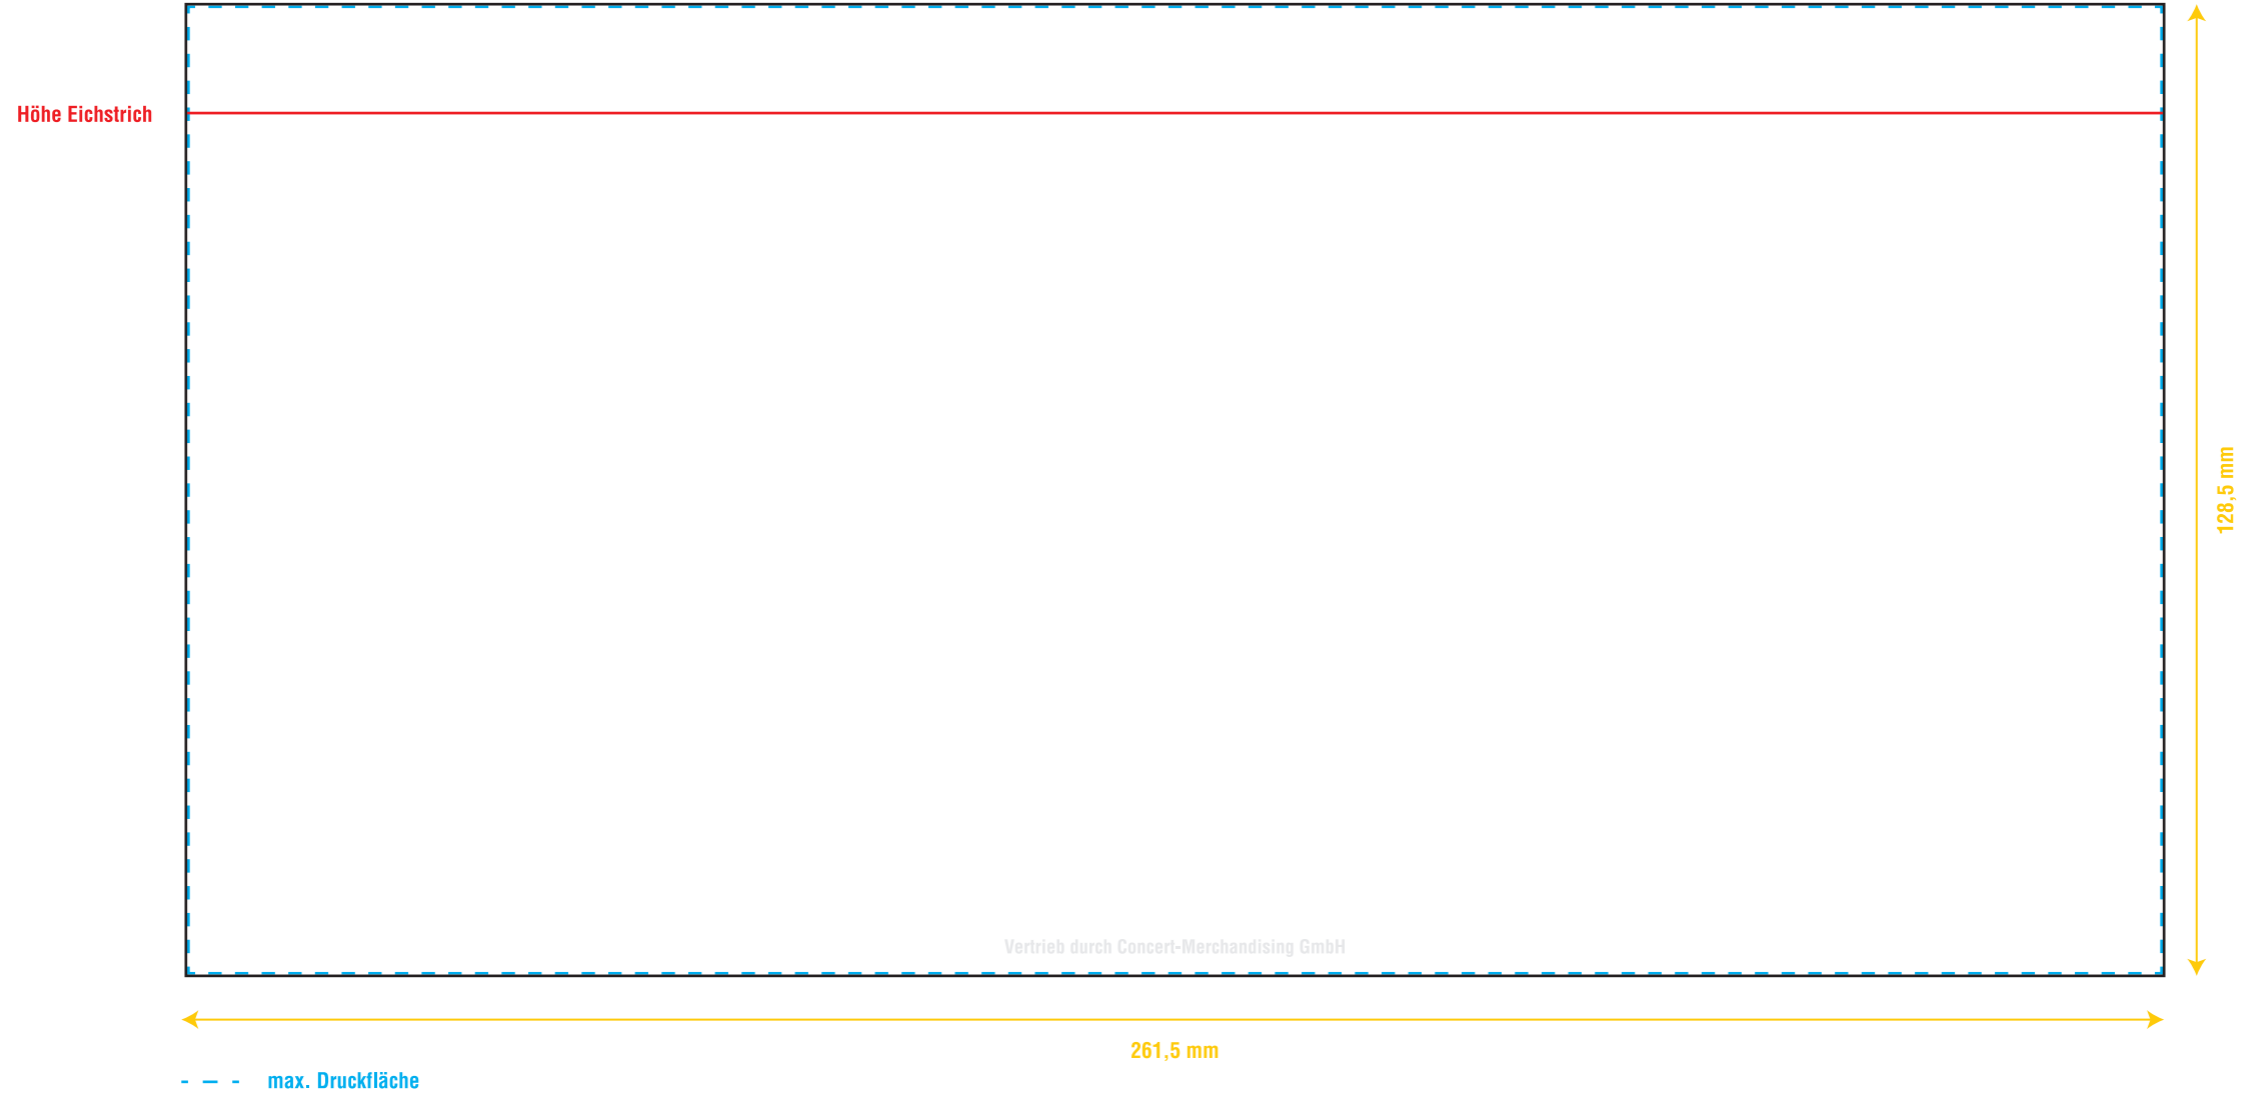 Höhe Eichstrich
128,5 mm
Vertrieb durch Concert-Merchandising GmbH
261,5 mm
max. Druckfläche